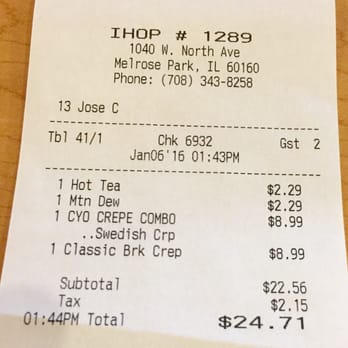 IHOP # 1289
1040 W. North Ave
Melrose Park, IL 60160
Phone: (708) 343-8258
13 Jose C
Tbl 41/1 Chk 6932 Gst 2
Jan06'16 01:43PM
1 Hot Tea $2.29
1 Mtn Dew $2.29
1 CYO CREPE COMBO $8.99
..Swedish Crp
1 Classic Brk Crep $8.99
Subtotal $22.56
Tax $2.15
01:44PM Total $24.71